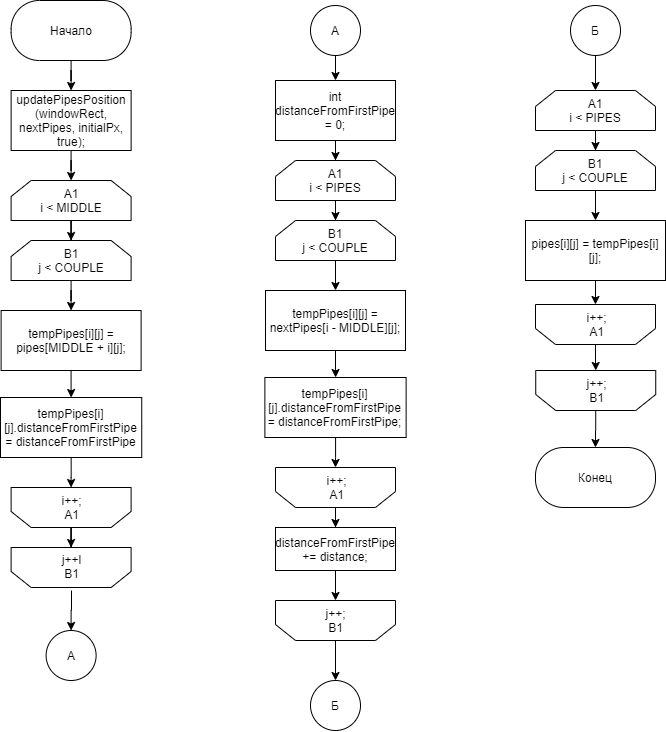 Начало
updatePipesPosition
(windowRect,
nextPipes, initialPx,
true);
A1
i < MIDDLE
B1
j < COUPLE
tempPipes[i][j] =
pipes[MIDDLE + i][j];
tempPipes[i]
[j].distanceFromFirstPipe
= distanceFromFirstPipe
i++;
A1
j++l
B1
А
А
int
distanceFromFirstPipe
= 0;
A1
i < PIPES
B1
j < COUPLE
tempPipes[i][j] =
nextPipes[i - MIDDLE][j];
tempPipes[i]
[j].distanceFromFirstPipe
= distanceFromFirstPipe;
i++;
A1
distanceFromFirstPipe
+= distance;
j++;
B1
Б
Б
A1
i < PIPES
B1
j < COUPLE
pipes[i][j] = tempPipes[i]
[j];
i++;
A1
j++;
B1
Конец